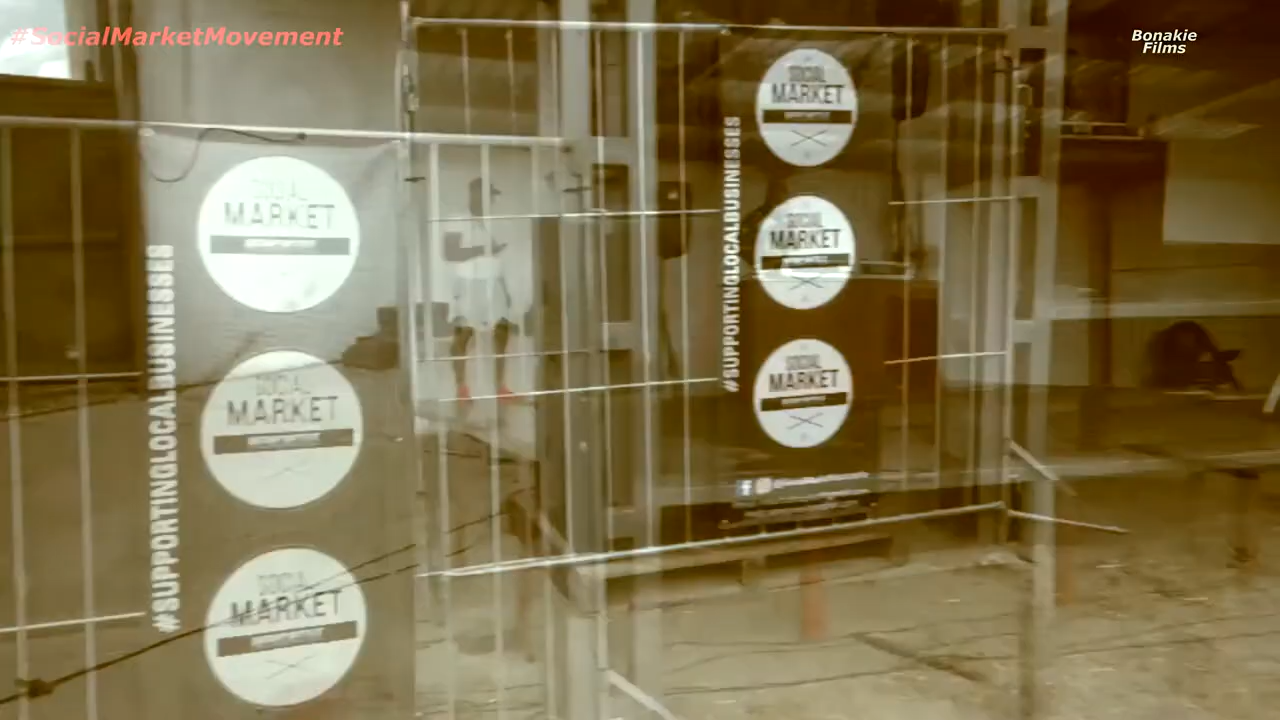 #SocialMarketMovement
Bonakie
Films
#SUPPORTINGLOCALBUSINESSES
SOCIAL
MARKET
SOCIAL
MARKET
SOCIAL
MARKET
#SUPPORTINGLOCALBUSINESSES
SOCIAL
MARKET
SOCIAL
MARKET
SOCIAL
MARKET